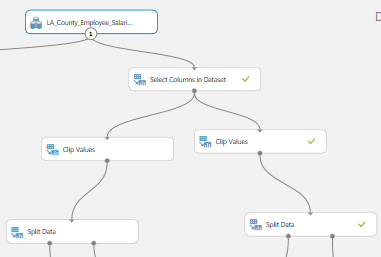 LA_County_Employee_Salari...
1
D
Select Columns in Dataset
Clip Values
Clip Values
Split Data
Split Data